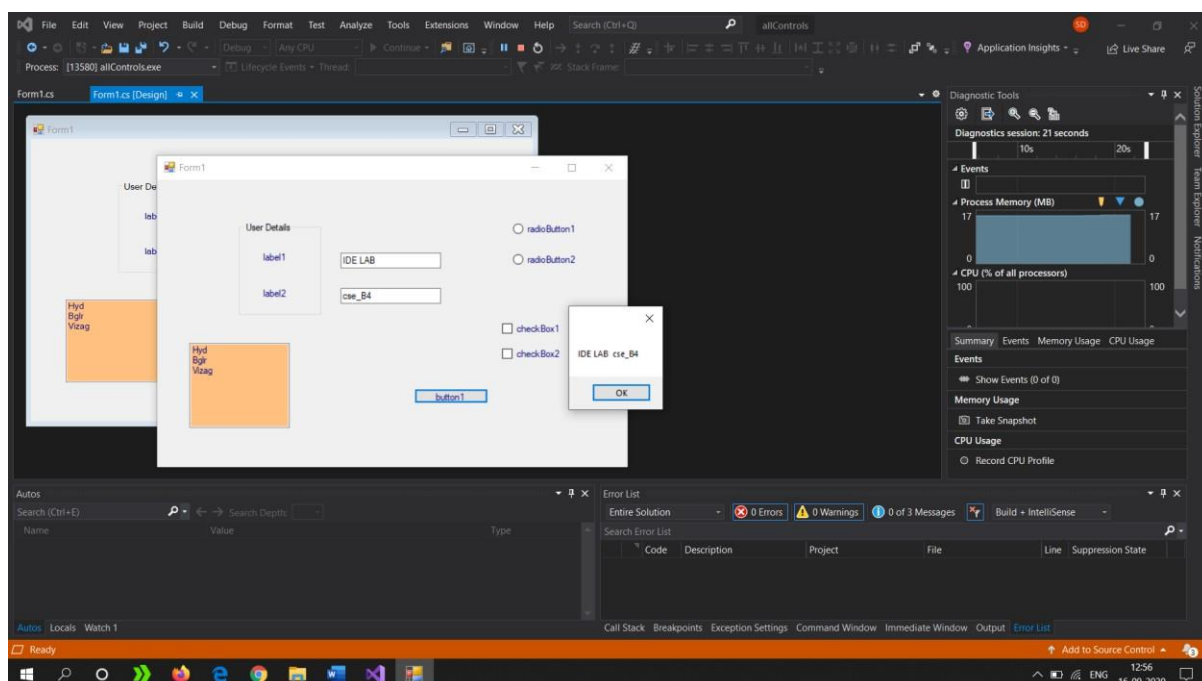 File Edit View Project Build Debug Format Test Analyze Tools Extensions Window Help Search (Ctrl+Q) allControls SD
Debug Any CPU Continue Application Insights Live Share
Process: [13580] allControls.exe Lifecycle Events Thread: Stack Frame:
Form1.cs Form1.cs [Design]
Form1
User De
lab
lab
Hyd
Bglr
Vizag
Form1
User Details
label1 IDE LAB
label2 cse_B4
radioButton1
radioButton2
checkBox1
checkBox2
Hyd
Bglr
Vizag
button1
IDE LAB cse_B4
OK
Diagnostic Tools
Diagnostics session: 21 seconds
10s 20s
Events
Process Memory (MB)
17 17
0 0
CPU (% of all processors)
100 100
Summary Events Memory Usage CPU Usage
Events
Show Events (0 of 0)
Memory Usage
Take Snapshot
CPU Usage
Record CPU Profile
Solution Explorer Team Explorer Notifications
Autos
Search (Ctrl+E) Search Depth:
Name Value Type
Autos Locals Watch 1
Error List
Entire Solution 0 Errors 0 Warnings 0 of 3 Messages Build + IntelliSense
Search Error List
Code Description Project File Line Suppression State
Call Stack Breakpoints Exception Settings Command Window Immediate Window Output Error List
Ready Add to Source Control
ENG 12:56
16-09-2020